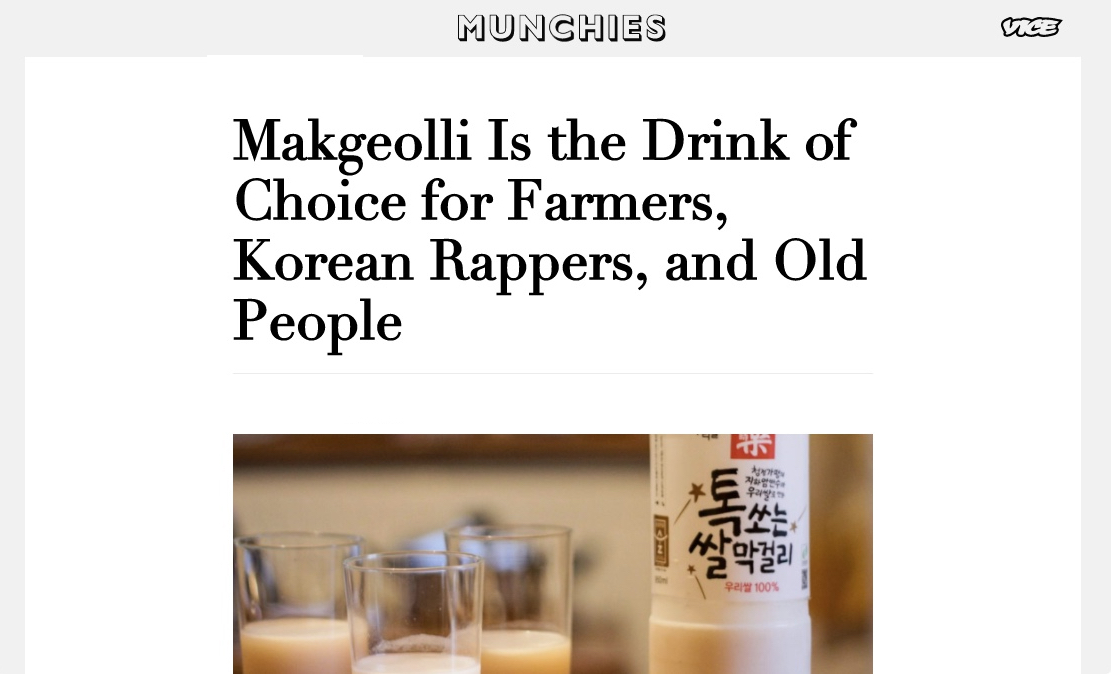 MUNCHIES
VICE
Makgeolli Is the Drink of
Choice for Farmers,
Korean Rappers, and Old
People
톡
쏘는
쌀
막걸리
우리쌀 100%